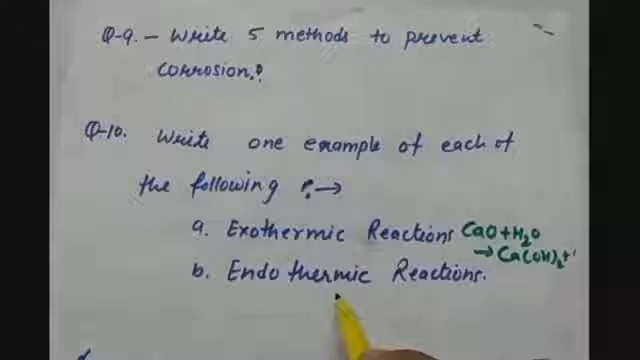 Q-9. - Write 5 methods to prevent
corrosion.?
Q-10. Write one example of each of
the following ?→
a. Exothermic Reactions CaO+H₂O
→Ca(OH)₂+
b. Endothermic Reactions.